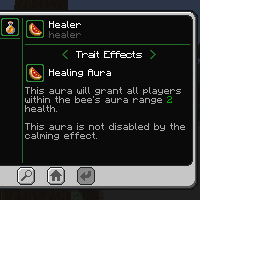 Healer
healer
Trait Effects
Healing Aura
This aura will grant all players
within the bee's aura range 2
health.
This aura is not disabled by the
calming effect.